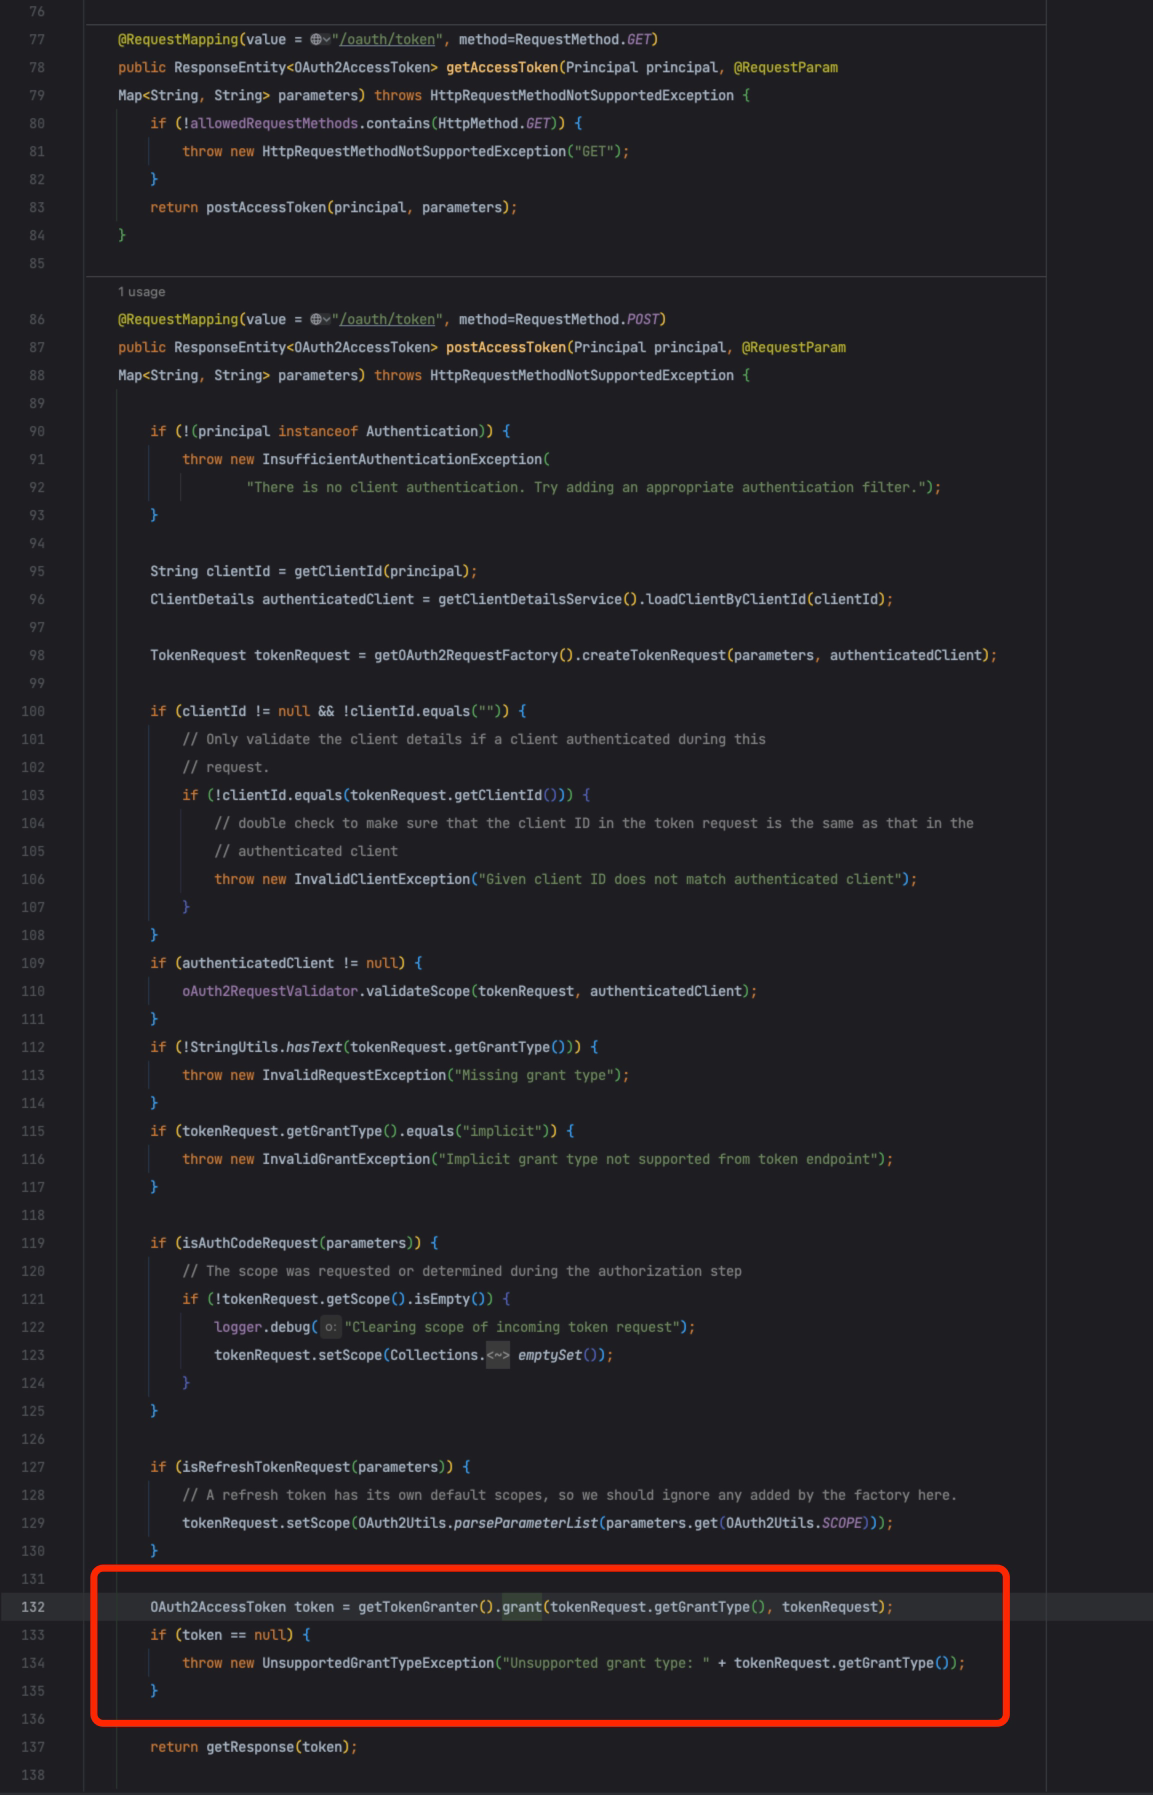 76
77 @RequestMapping(value = "/oauth/token", method=RequestMethod.GET)
78 public ResponseEntity<OAuth2AccessToken> getAccessToken(Principal principal, @RequestParam
79 Map<String, String> parameters) throws HttpRequestMethodNotSupportedException {
80 if (!allowedRequestMethods.contains(HttpMethod.GET)) {
81 throw new HttpRequestMethodNotSupportedException("GET");
82 }
83 return postAccessToken(principal, parameters);
84 }
85
1 usage
86 @RequestMapping(value = "/oauth/token", method=RequestMethod.POST)
87 public ResponseEntity<OAuth2AccessToken> postAccessToken(Principal principal, @RequestParam
88 Map<String, String> parameters) throws HttpRequestMethodNotSupportedException {
89
90 if (!(principal instanceof Authentication)) {
91 throw new InsufficientAuthenticationException(
92 "There is no client authentication. Try adding an appropriate authentication filter.");
93 }
94
95 String clientId = getClientId(principal);
96 ClientDetails authenticatedClient = getClientDetailsService().loadClientByClientId(clientId);
97
98 TokenRequest tokenRequest = getOAuth2RequestFactory().createTokenRequest(parameters, authenticatedClient);
99
100 if (clientId != null && !clientId.equals("")) {
101 // Only validate the client details if a client authenticated during this
102 // request.
103 if (!clientId.equals(tokenRequest.getClientId())) {
104 // double check to make sure that the client ID in the token request is the same as that in the
105 // authenticated client
106 throw new InvalidClientException("Given client ID does not match authenticated client");
107 }
108 }
109 if (authenticatedClient != null) {
110 oAuth2RequestValidator.validateScope(tokenRequest, authenticatedClient);
111 }
112 if (!StringUtils.hasText(tokenRequest.getGrantType())) {
113 throw new InvalidRequestException("Missing grant type");
114 }
115 if (tokenRequest.getGrantType().equals("implicit")) {
116 throw new InvalidGrantException("Implicit grant type not supported from token endpoint");
117 }
118
119 if (isAuthCodeRequest(parameters)) {
120 // The scope was requested or determined during the authorization step
121 if (!tokenRequest.getScope().isEmpty()) {
122 logger.debug( o: "Clearing scope of incoming token request");
123 tokenRequest.setScope(Collections.<~> emptySet());
124 }
125 }
126
127 if (isRefreshTokenRequest(parameters)) {
128 // A refresh token has its own default scopes, so we should ignore any added by the factory here.
129 tokenRequest.setScope(OAuth2Utils.parseParameterList(parameters.get(OAuth2Utils.SCOPE)));
130 }
131
132 OAuth2AccessToken token = getTokenGranter().grant(tokenRequest.getGrantType(), tokenRequest);
133 if (token == null) {
134 throw new UnsupportedGrantTypeException("Unsupported grant type: " + tokenRequest.getGrantType());
135 }
136
137 return getResponse(token);
138